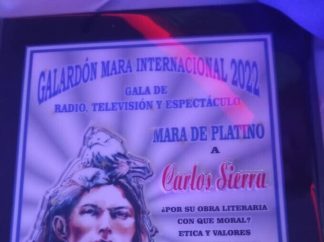 GALARDÓN MARA INTERNACIONAL 2022
GALA DE
RADIO, TELEVISIÓN Y ESPECTÁCULO
MARA DE PLATINO
A
Carlos Sierra
¿POR SU OBRA LITERARIA
CON QUE MORAL?
ETICA Y VALORES